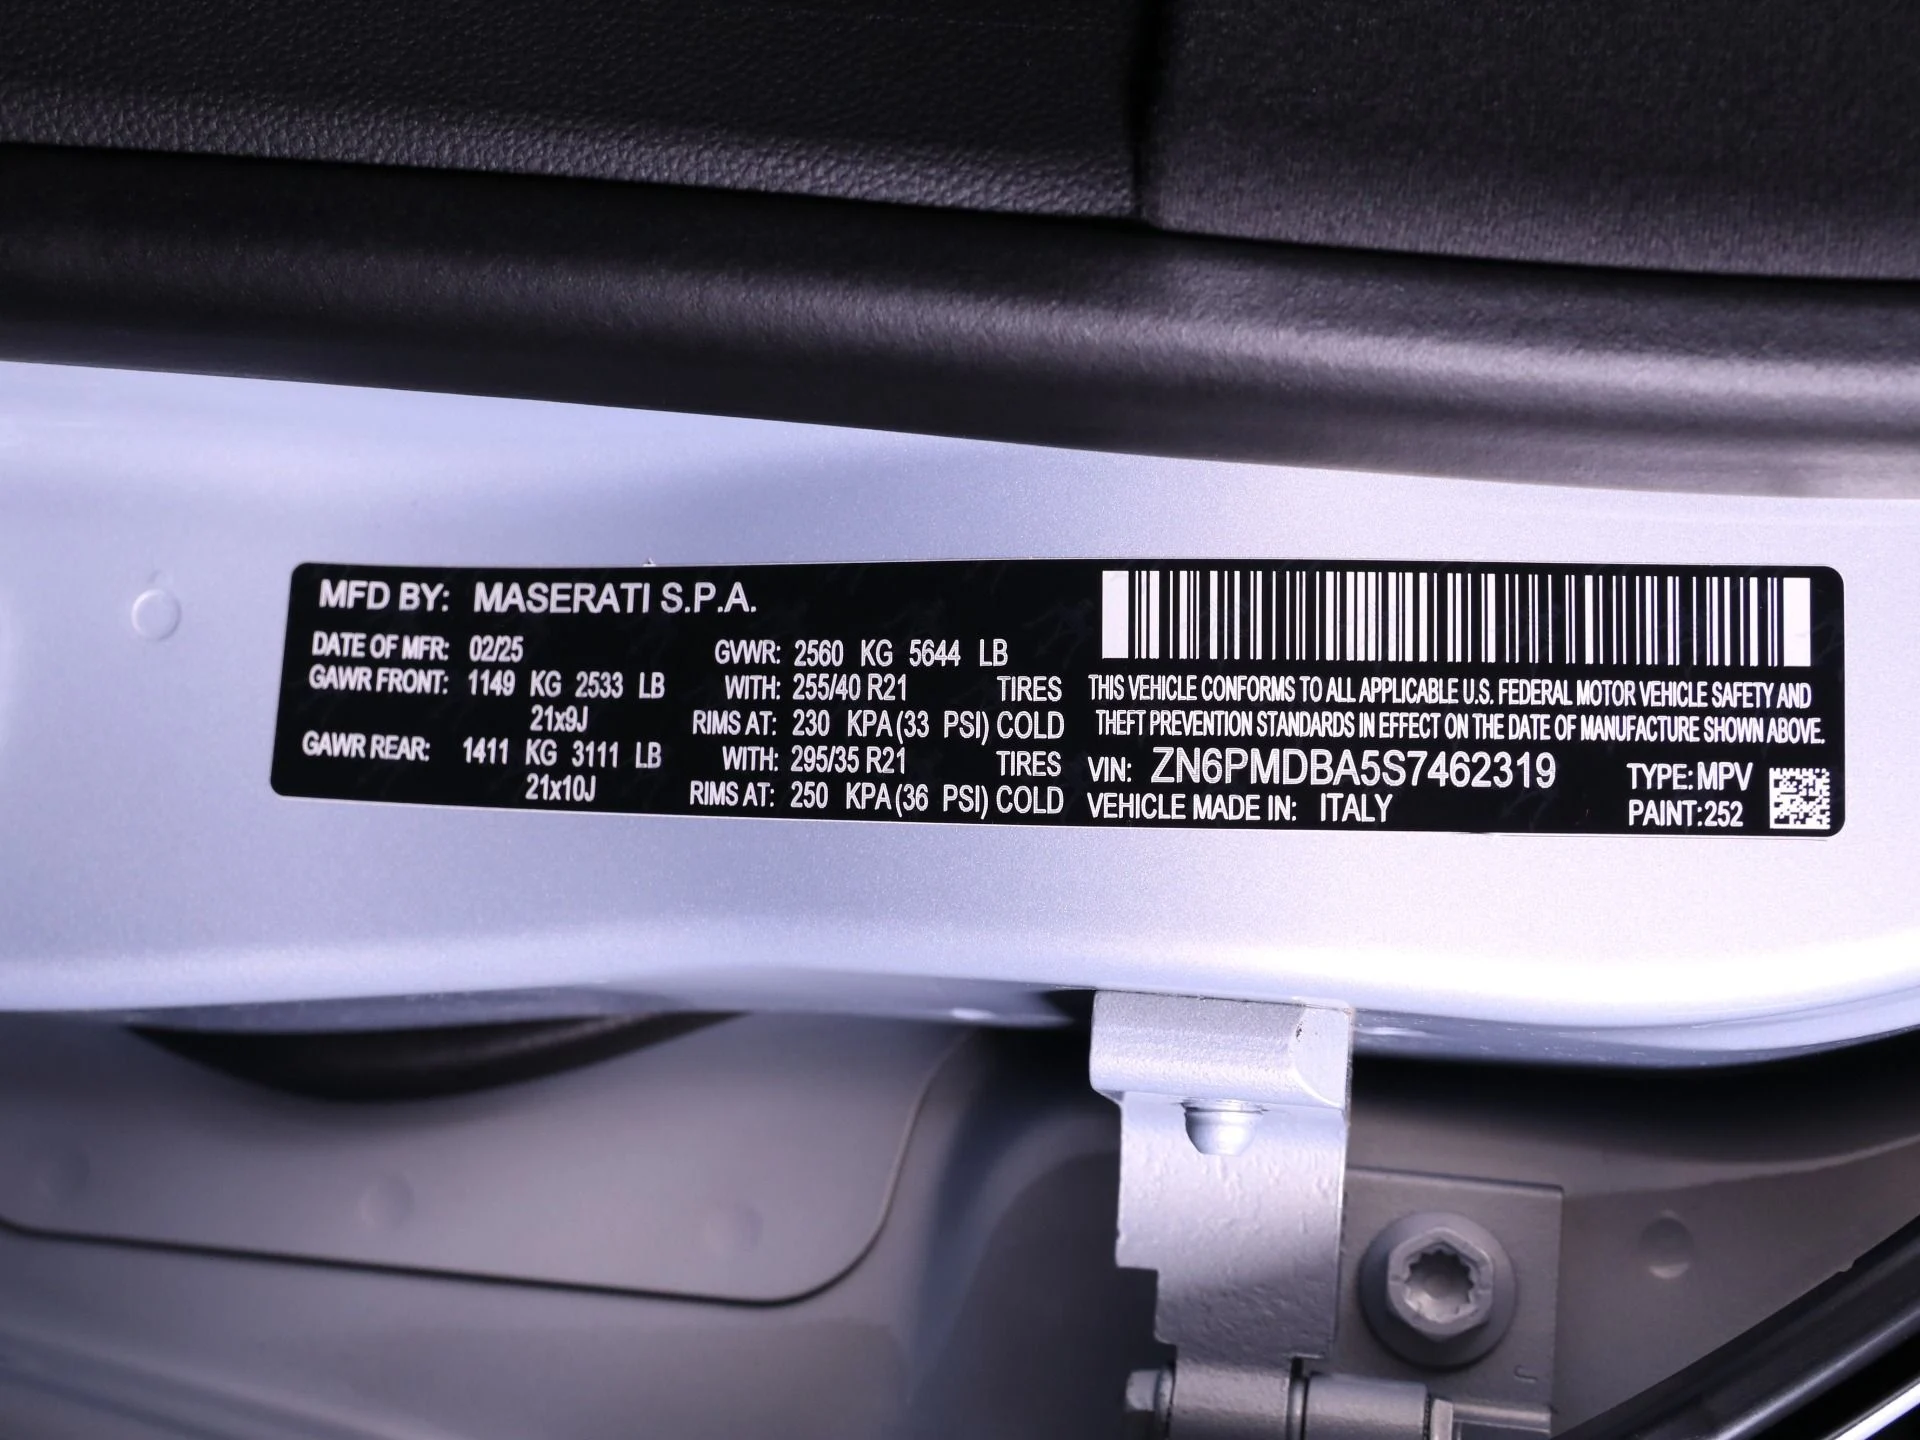 MFD BY: MASERATI S.P.A.
DATE OF MFR: 02/25
GAWR FRONT: 1149 KG 2533 LB
21x9J
GAWR REAR: 1411 KG 3111 LB
21x10J
GVWR: 2560 KG 5644 LB
WITH: 255/40 R21 TIRES
RIMS AT: 230 KPA(33 PSI) COLD
WITH: 295/35 R21 TIRES
RIMS AT: 250 KPA(36 PSI) COLD
THIS VEHICLE CONFORMS TO ALL APPLICABLE U.S. FEDERAL MOTOR VEHICLE SAFETY AND
THEFT PREVENTION STANDARDS IN EFFECT ON THE DATE OF MANUFACTURE SHOWN ABOVE.
VIN: ZN6PMDBA5S7462319
VEHICLE MADE IN: ITALY
TYPE:MPV
PAINT:252